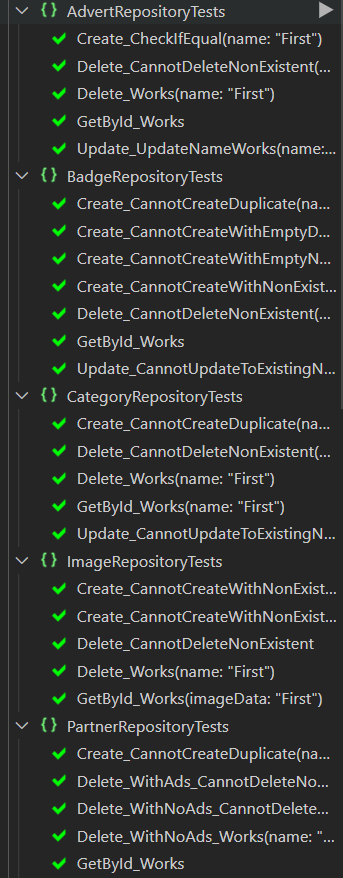 AdvertRepositoryTests
Create_CheckIfEqual(name: "First")
Delete_CannotDeleteNonExistent(...
Delete_Works(name: "First")
GetById_Works
Update_UpdateNameWorks(name:...
BadgeRepositoryTests
Create_CannotCreateDuplicate(na...
Create_CannotCreateWithEmptyD...
Create_CannotCreateWithEmptyN...
Create_CannotCreateWithNonExist...
Delete_CannotDeleteNonExistent(...
GetById_Works
Update_CannotUpdateToExistingN...
CategoryRepositoryTests
Create_CannotCreateDuplicate(na...
Delete_CannotDeleteNonExistent(...
Delete_Works(name: "First")
GetById_Works(name: "First")
Update_CannotUpdateToExistingN...
ImageRepositoryTests
Create_CannotCreateWithNonExist...
Create_CannotCreateWithNonExist...
Delete_CannotDeleteNonExistent
Delete_Works(name: "First")
GetById_Works(imageData: "First")
PartnerRepositoryTests
Create_CannotCreateDuplicate(na...
Delete_WithAds_CannotDeleteNo...
Delete_WithNoAds_CannotDelete...
Delete_WithNoAds_Works(name: "...
GetById_Works